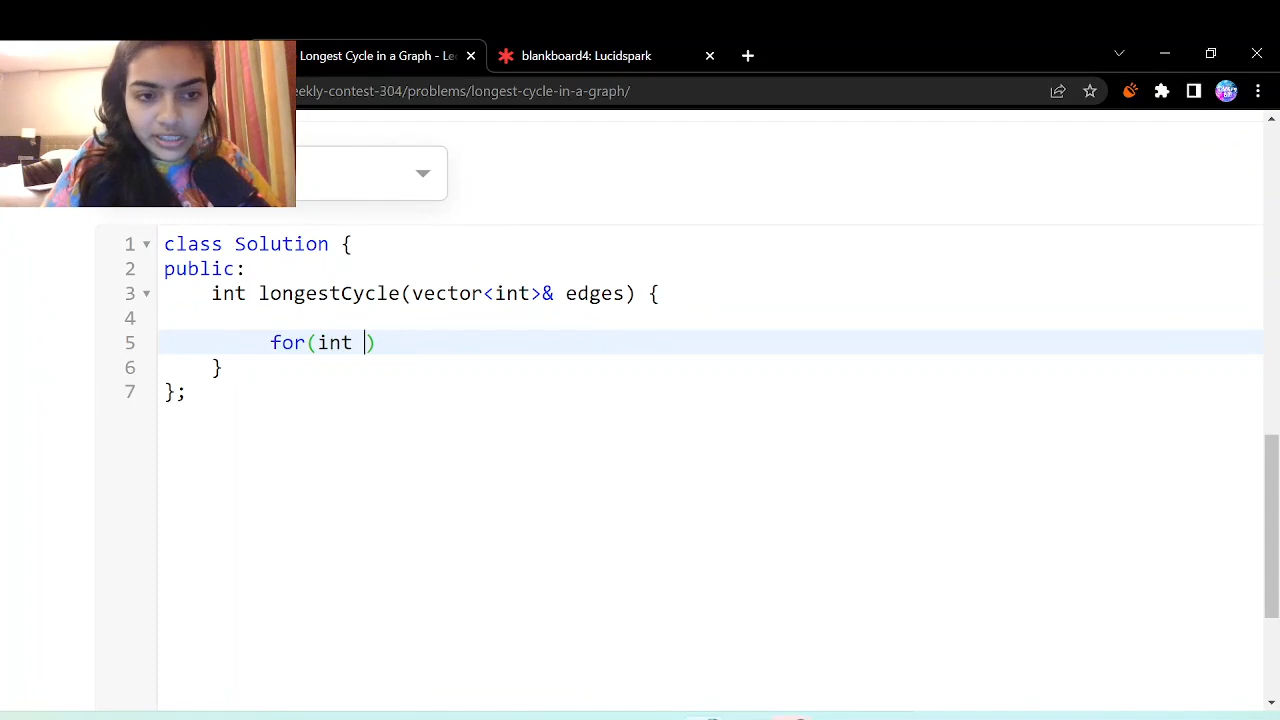 Longest Cycle in a Graph - Le
blankboard4: Lucidspark
eekly-contest-304/problems/longest-cycle-in-a-graph/
1 class Solution {
2 public:
3 int longestCycle(vector<int>& edges) {
4
5 for(int )
6 }
7 };